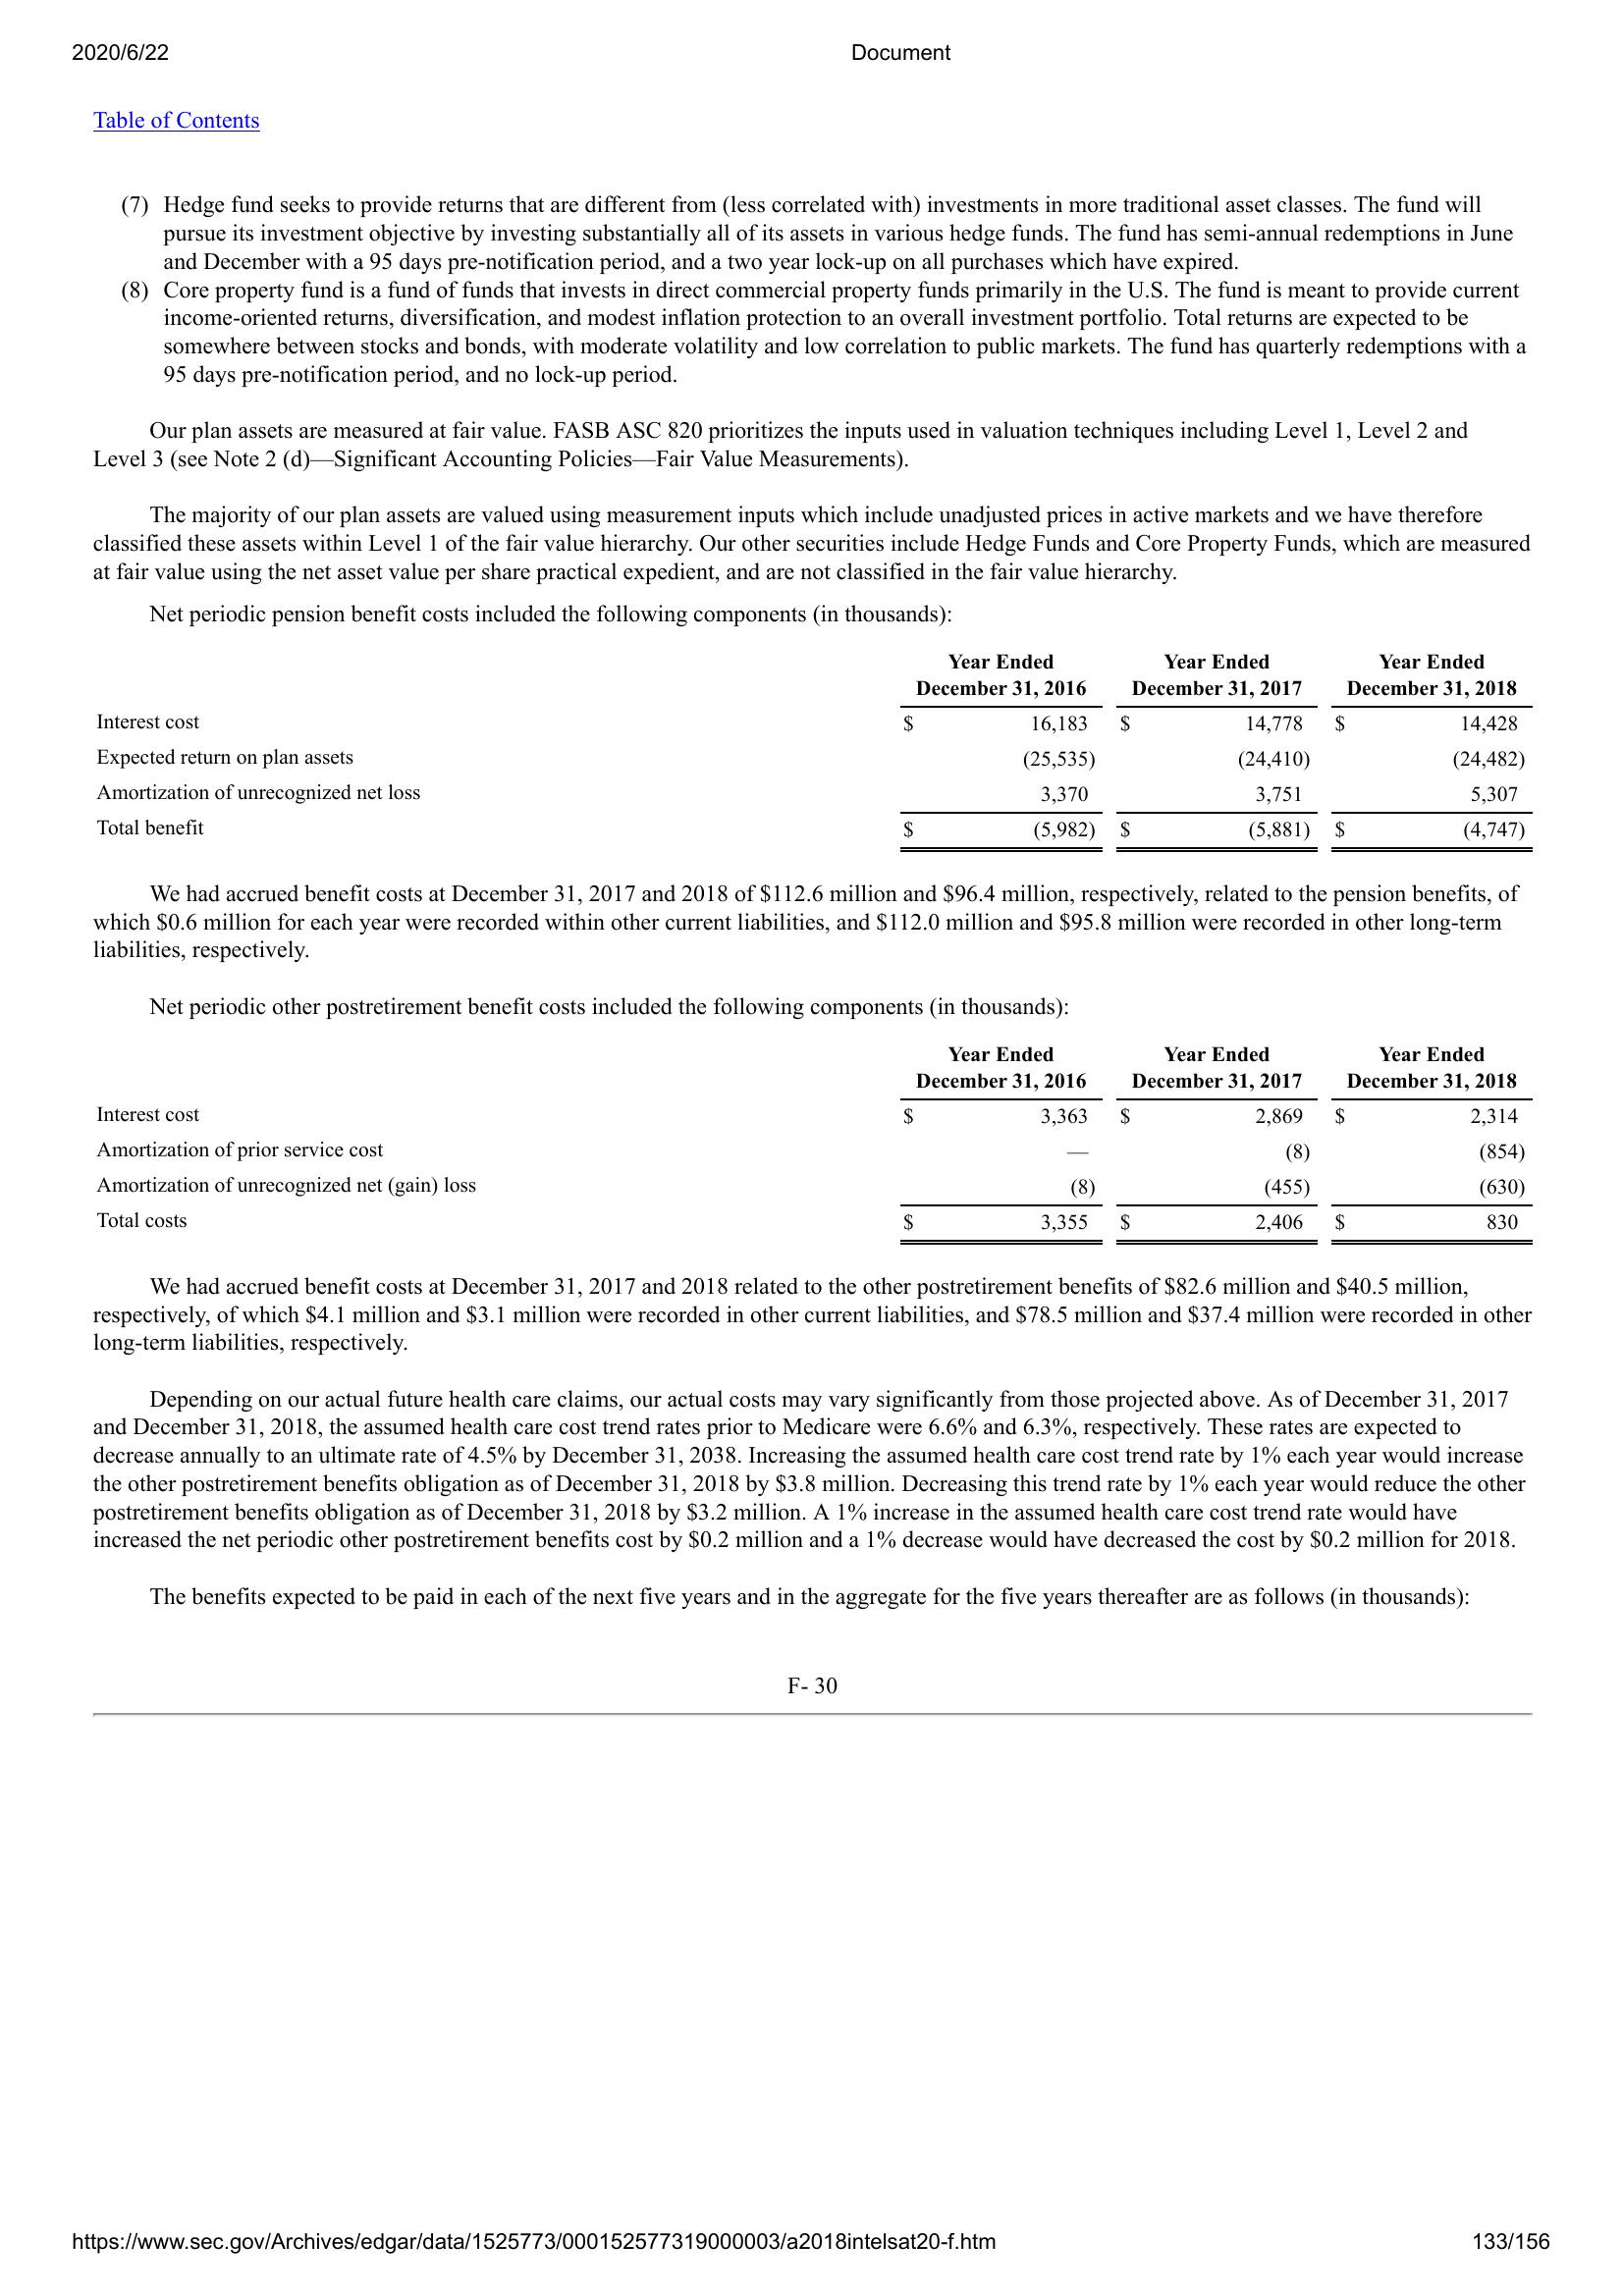 2020/6/22 Document
Table of Contents
(7) Hedge fund seeks to provide returns that are different from (less correlated with) investments in more traditional asset classes. The fund will
pursue its investment objective by investing substantially all of its assets in various hedge funds. The fund has semi-annual redemptions in June
and December with a 95 days pre-notification period, and a two year lock-up on all purchases which have expired.
(8) Core property fund is a fund of funds that invests in direct commercial property funds primarily in the U.S. The fund is meant to provide current
income-oriented returns, diversification, and modest inflation protection to an overall investment portfolio. Total returns are expected to be
somewhere between stocks and bonds, with moderate volatility and low correlation to public markets. The fund has quarterly redemptions with a
95 days pre-notification period, and no lock-up period.
Our plan assets are measured at fair value. FASB ASC 820 prioritizes the inputs used in valuation techniques including Level 1, Level 2 and
Level 3 (see Note 2 (d)—Significant Accounting Policies—Fair Value Measurements).
The majority of our plan assets are valued using measurement inputs which include unadjusted prices in active markets and we have therefore
classified these assets within Level 1 of the fair value hierarchy. Our other securities include Hedge Funds and Core Property Funds, which are measured
at fair value using the net asset value per share practical expedient, and are not classified in the fair value hierarchy.
Net periodic pension benefit costs included the following components (in thousands):
Year Ended Year Ended Year Ended
December 31, 2016 December 31, 2017 December 31, 2018
Interest cost $ 16,183 $ 14,778 $ 14,428
Expected return on plan assets (25,535) (24,410) (24,482)
Amortization of unrecognized net loss 3,370 3,751 5,307
Total benefit $ (5,982) $ (5,881) $ (4,747)
We had accrued benefit costs at December 31, 2017 and 2018 of $112.6 million and $96.4 million, respectively, related to the pension benefits, of
which $0.6 million for each year were recorded within other current liabilities, and $112.0 million and $95.8 million were recorded in other long-term
liabilities, respectively.
Net periodic other postretirement benefit costs included the following components (in thousands):
Year Ended Year Ended Year Ended
December 31, 2016 December 31, 2017 December 31, 2018
Interest cost $ 3,363 $ 2,869 $ 2,314
Amortization of prior service cost — (8) (854)
Amortization of unrecognized net (gain) loss (8) (455) (630)
Total costs $ 3,355 $ 2,406 $ 830
We had accrued benefit costs at December 31, 2017 and 2018 related to the other postretirement benefits of $82.6 million and $40.5 million,
respectively, of which $4.1 million and $3.1 million were recorded in other current liabilities, and $78.5 million and $37.4 million were recorded in other
long-term liabilities, respectively.
Depending on our actual future health care claims, our actual costs may vary significantly from those projected above. As of December 31, 2017
and December 31, 2018, the assumed health care cost trend rates prior to Medicare were 6.6% and 6.3%, respectively. These rates are expected to
decrease annually to an ultimate rate of 4.5% by December 31, 2038. Increasing the assumed health care cost trend rate by 1% each year would increase
the other postretirement benefits obligation as of December 31, 2018 by $3.8 million. Decreasing this trend rate by 1% each year would reduce the other
postretirement benefits obligation as of December 31, 2018 by $3.2 million. A 1% increase in the assumed health care cost trend rate would have
increased the net periodic other postretirement benefits cost by $0.2 million and a 1% decrease would have decreased the cost by $0.2 million for 2018.
The benefits expected to be paid in each of the next five years and in the aggregate for the five years thereafter are as follows (in thousands):
F- 30
https://www.sec.gov/Archives/edgar/data/1525773/000152577319000003/a2018intelsat20-f.htm 133/156